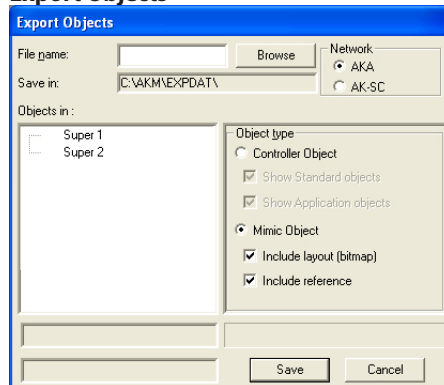 Export Objects
Export Objects
File name:
Browse
Network
AKA
AK-SC
Save in:
C:\AKM\EXPDAT\
Objects in :
Super 1
Super 2
Object type
Controller Object
Show Standard objects
Show Application objects
Mimic Object
Include layout (bitmap)
Include reference
Save
Cancel